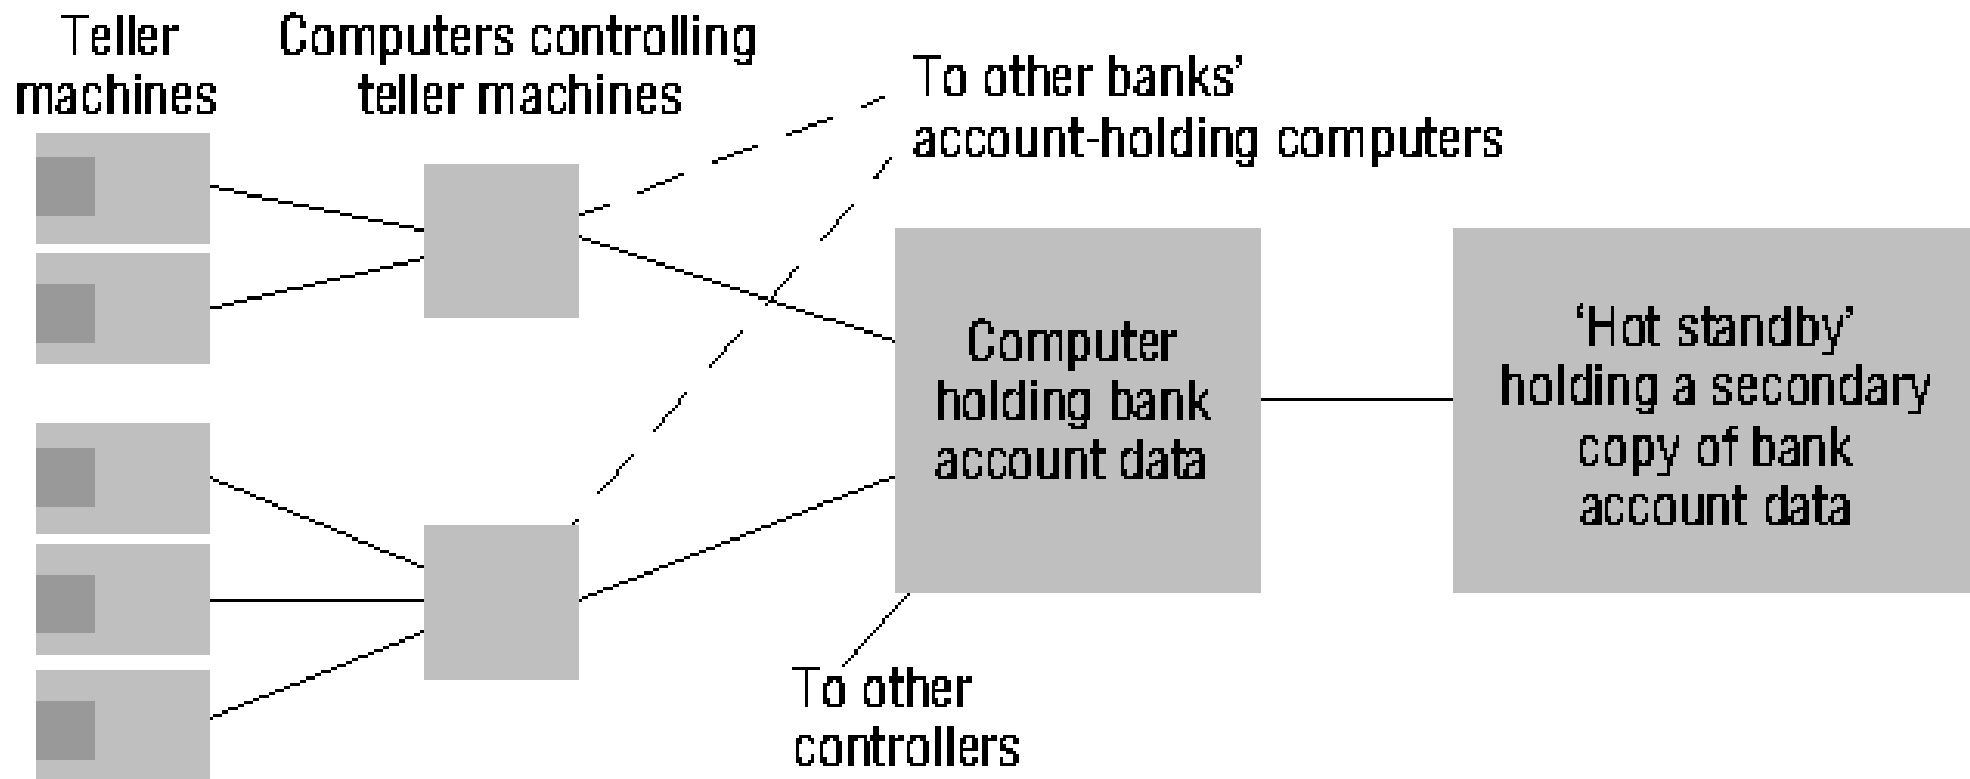 Teller
machines
Computers controlling
teller machines
To other banks’
account-holding computers
Computer
holding bank
account data
‘Hot standby’
holding a secondary
copy of bank
account data
To other
controllers